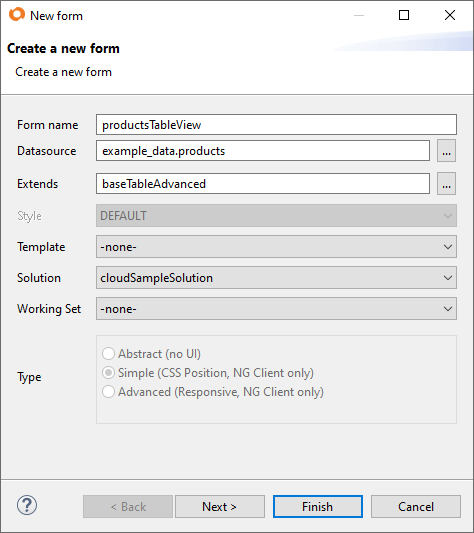 New form
Create a new form
Create a new form
Form name productsTableView
Datasource example_data.products ...
Extends baseTableAdvanced ...
Style DEFAULT
Template -none-
Solution cloudSampleSolution
Working Set -none-
Abstract (no UI)
Type Simple (CSS Position, NG Client only)
Advanced (Responsive, NG Client only)
? < Back Next > Finish Cancel